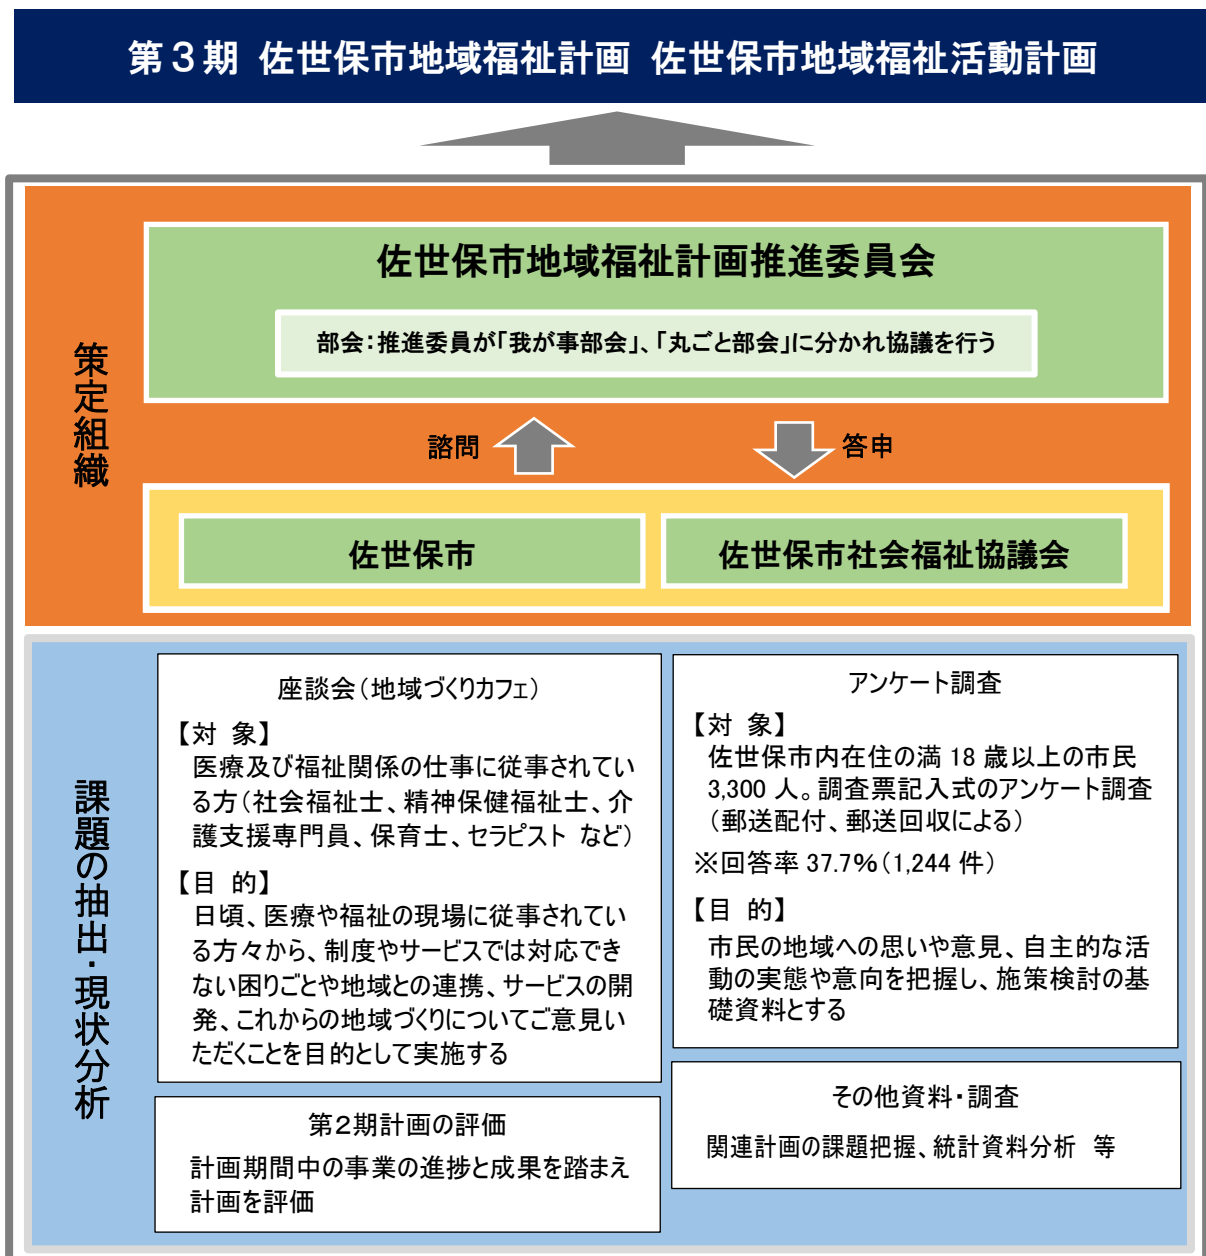 第３期 佐世保市地域福祉計画 佐世保市地域福祉活動計画
策定組織
佐世保市地域福祉計画推進委員会
部会：推進委員が「我が事部会」、「丸ごと部会」に分かれ協議を行う
諮問
答申
佐世保市
佐世保市社会福祉協議会
課題の抽出・現状分析
座談会（地域づくりカフェ）
【対 象】
医療及び福祉関係の仕事に従事されてい
る方（社会福祉士、精神保健福祉士、介
護支援専門員、保育士、セラピスト など）
【目 的】
日頃、医療や福祉の現場に従事されてい
る方々から、制度やサービスでは対応でき
ない困りごとや地域との連携、サービスの開
発、これからの地域づくりについてご意見い
ただくことを目的として実施する
アンケート調査
【対 象】
佐世保市内在住の満 18 歳以上の市民
3,300 人。調査票記入式のアンケート調査
（郵送配付、郵送回収による）
※回答率 37.7％（1,244 件）
【目 的】
市民の地域への思いや意見、自主的な活
動の実態や意向を把握し、施策検討の基
礎資料とする
第２期計画の評価
計画期間中の事業の進捗と成果を踏まえ
計画を評価
その他資料・調査
関連計画の課題把握、統計資料分析 等